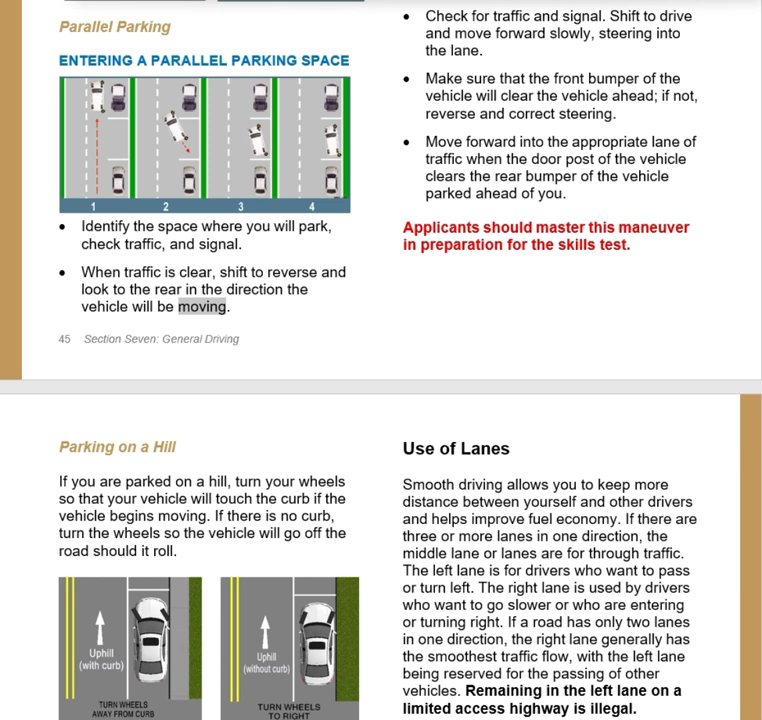 Parallel Parking
ENTERING A PARALLEL PARKING SPACE
1 2 3 4
• Identify the space where you will park,
check traffic, and signal.
• When traffic is clear, shift to reverse and
look to the rear in the direction the
vehicle will be moving.
45 Section Seven: General Driving
• Check for traffic and signal. Shift to drive
and move forward slowly, steering into
the lane.
• Make sure that the front bumper of the
vehicle will clear the vehicle ahead; if not,
reverse and correct steering.
• Move forward into the appropriate lane of
traffic when the door post of the vehicle
clears the rear bumper of the vehicle
parked ahead of you.
Applicants should master this maneuver
in preparation for the skills test.
Parking on a Hill
If you are parked on a hill, turn your wheels
so that your vehicle will touch the curb if the
vehicle begins moving. If there is no curb,
turn the wheels so the vehicle will go off the
road should it roll.
Uphill
(with curb)
TURN WHEELS
AWAY FROM CURB
Uphill
(without curb)
TURN WHEELS
TO RIGHT
Use of Lanes
Smooth driving allows you to keep more
distance between yourself and other drivers
and helps improve fuel economy. If there are
three or more lanes in one direction, the
middle lane or lanes are for through traffic.
The left lane is for drivers who want to pass
or turn left. The right lane is used by drivers
who want to go slower or who are entering
or turning right. If a road has only two lanes
in one direction, the right lane generally has
the smoothest traffic flow, with the left lane
being reserved for the passing of other
vehicles. Remaining in the left lane on a
limited access highway is illegal.